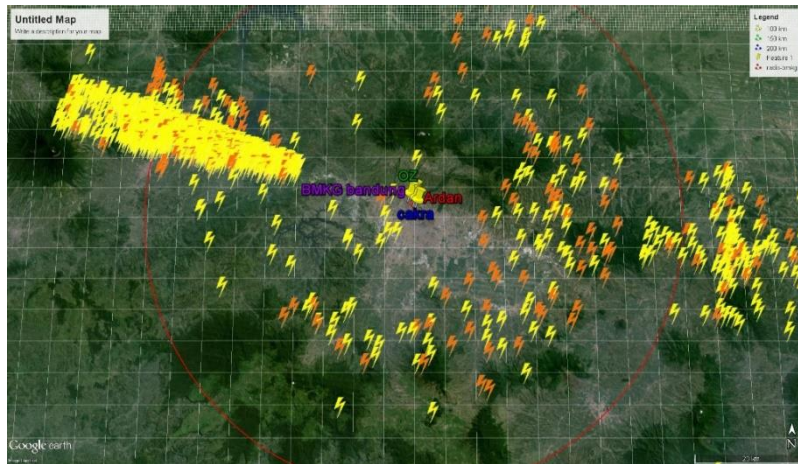 Untitled Map
Write a description for your map.
Legend
100 km
150 km
200 km
Feature 1
OZ
BMKG bandung
Ardan
cakra
Google earth
N